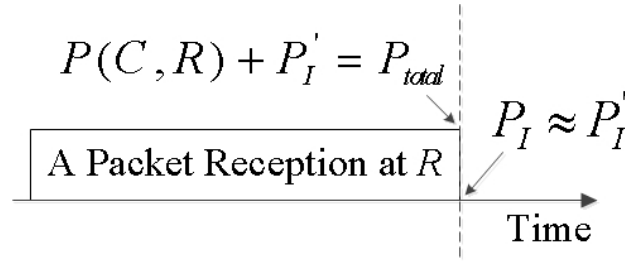 P(C,R) + P_I' = P_total
P_I ≈ P_I'
A Packet Reception at R
Time